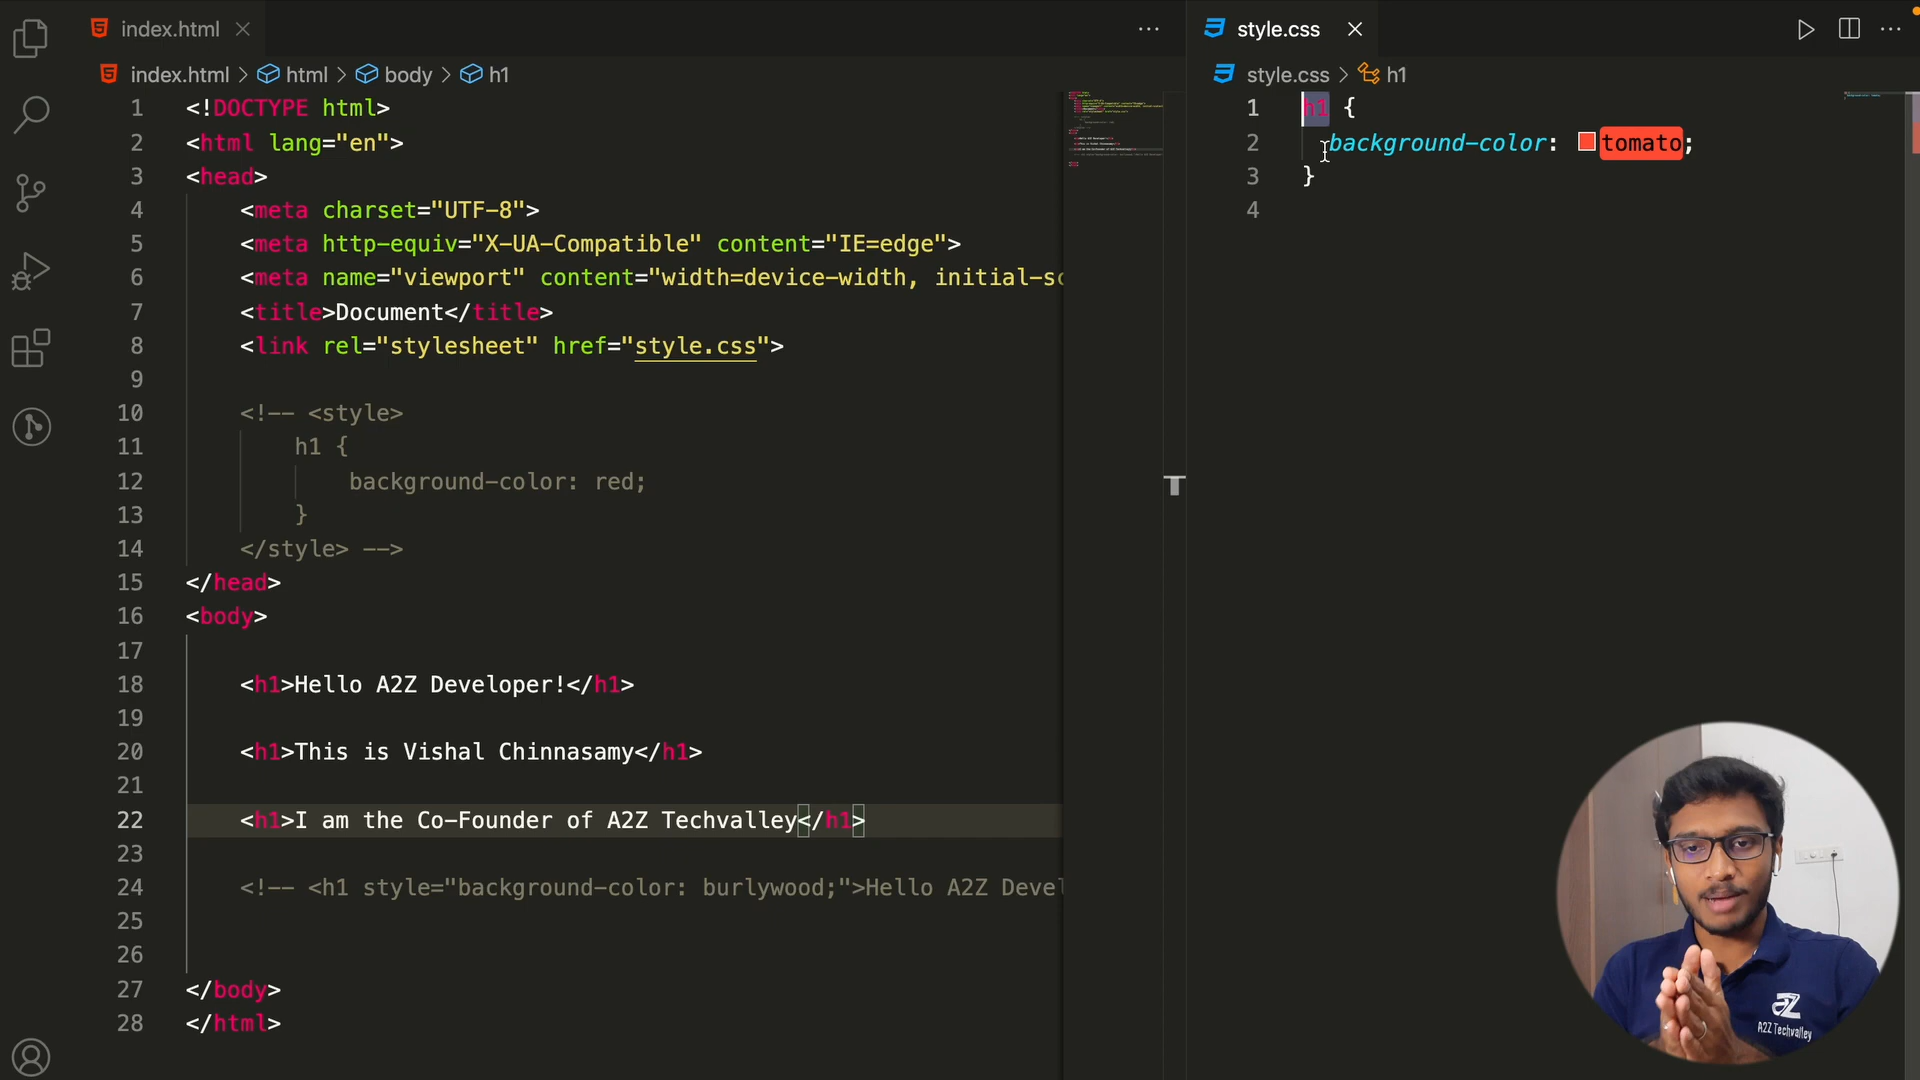 index.html
index.html > html > body > h1
1 <!DOCTYPE html>
2 <html lang="en">
3 <head>
4 <meta charset="UTF-8">
5 <meta http-equiv="X-UA-Compatible" content="IE=edge">
6 <meta name="viewport" content="width=device-width, initial-sc
7 <title>Document</title>
8 <link rel="stylesheet" href="style.css">
9
10 <!-- <style>
11 h1 {
12 background-color: red;
13 }
14 </style> -->
15 </head>
16 <body>
17
18 <h1>Hello A2Z Developer!</h1>
19
20 <h1>This is Vishal Chinnasamy</h1>
21
22 <h1>I am the Co-Founder of A2Z Techvalley</h1>
23
24 <!-- <h1 style="background-color: burlywood;">Hello A2Z Devel
25
26
27 </body>
28 </html>
style.css
style.css > h1
1 h1 {
2 background-color: tomato;
3 }
4
aZ
A2Z Techvalley